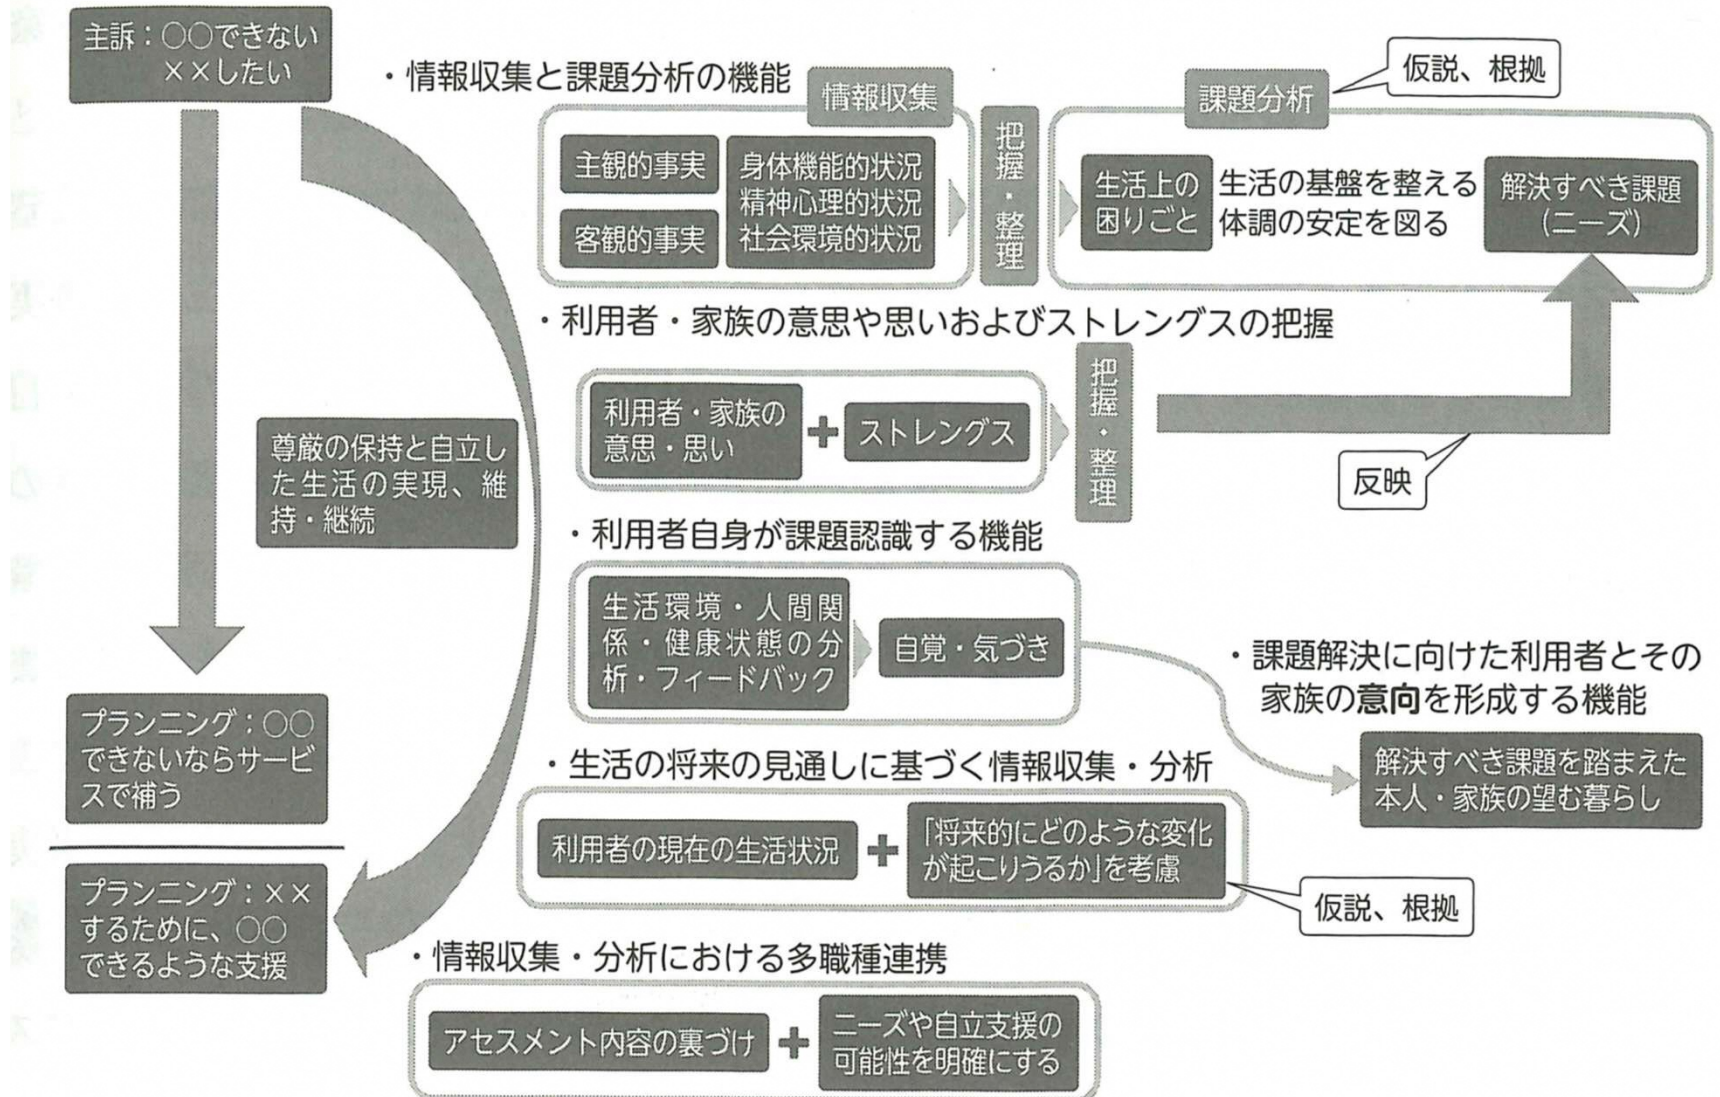 主訴：○○できない
××したい
・情報収集と課題分析の機能
情報収集
主観的事実
客観的事実
身体機能的状況
精神心理的状況
社会環境的状況
把握・整理
課題分析
仮説、根拠
生活上の
困りごと
生活の基盤を整える
体調の安定を図る
解決すべき課題
(ニーズ)
・利用者・家族の意思や思いおよびストレングスの把握
利用者・家族の
意思・思い
+
ストレングス
把握・整理
反映
尊厳の保持と自立し
た生活の実現、維
持・継続
・利用者自身が課題認識する機能
生活環境・人間関
係・健康状態の分
析・フィードバック
自覚・気づき
・課題解決に向けた利用者とその
家族の意向を形成する機能
解決すべき課題を踏まえた
本人・家族の望む暮らし
・生活の将来の見通しに基づく情報収集・分析
利用者の現在の生活状況
+
「将来的にどのような変化
が起こりうるか」を考慮
仮説、根拠
プランニング：○○
できないならサービ
スで補う
プランニング：××
するために、○○
できるような支援
・情報収集・分析における多職種連携
アセスメント内容の裏づけ
+
ニーズや自立支援の
可能性を明確にする